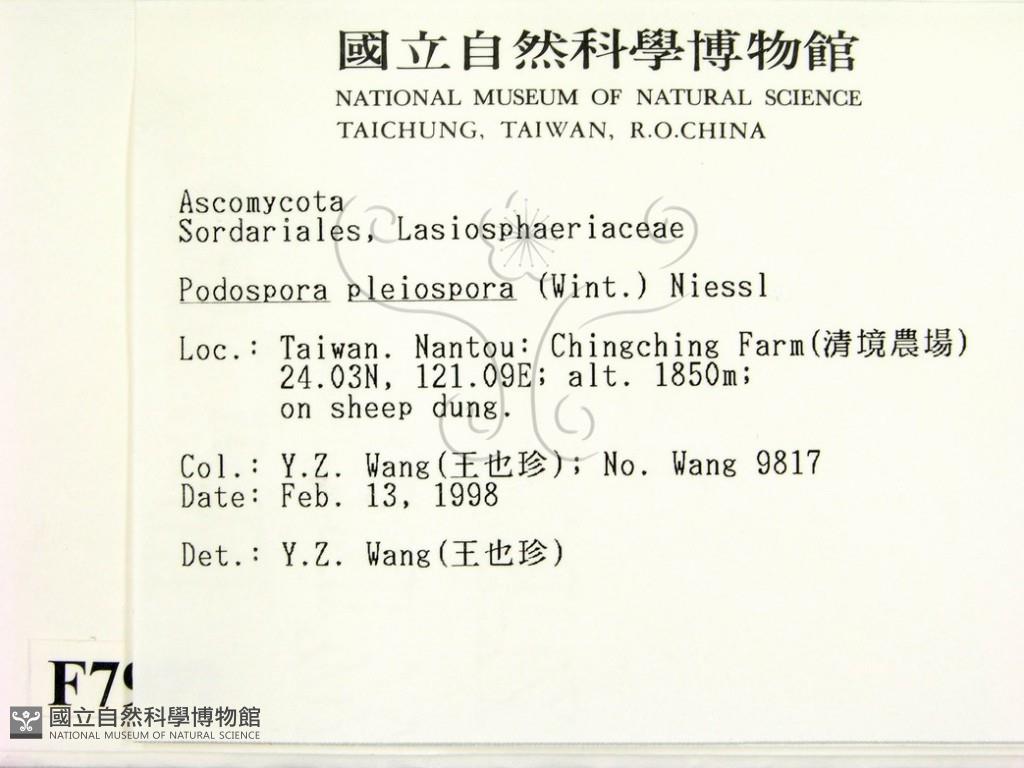 國立自然科學博物館
NATIONAL MUSEUM OF NATURAL SCIENCE
TAICHUNG, TAIWAN, R.O.CHINA
Ascomycota
Sordariales, Lasiosphaeriaceae
Podospora pleiospora (Wint.) Niessl
Loc.: Taiwan. Nantou: Chingching Farm(清境農場)
24.03N, 121.09E; alt. 1850m;
on sheep dung.
Col.: Y.Z. Wang(王也珍); No. Wang 9817
Date: Feb. 13, 1998
Det.: Y.Z. Wang(王也珍)
國立自然科學博物館
NATIONAL MUSEUM OF NATURAL SCIENCE